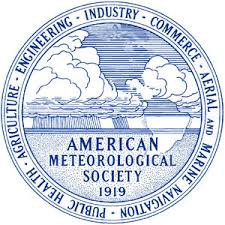 PUBLIC HEALTH · AGRICULTURE · ENGINEERING · INDUSTRY · COMMERCE · AERIAL AND MARINE NAVIGATION ·
AMERICAN
METEOROLOGICAL
SOCIETY
1919